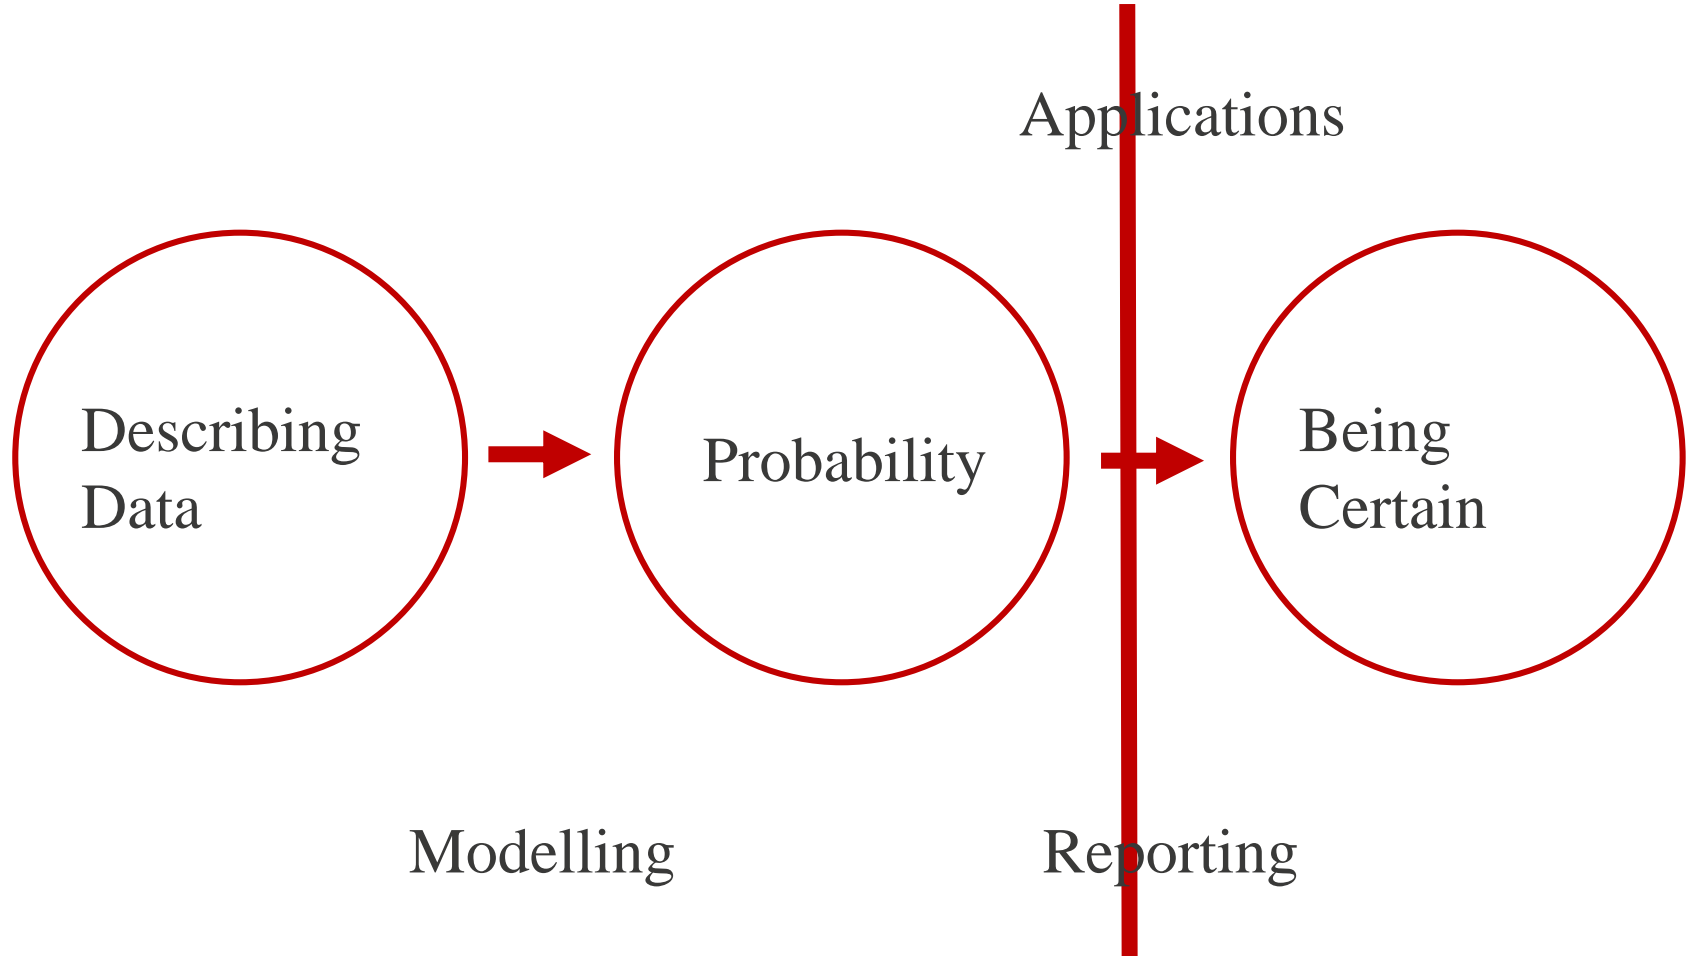 Applications
Describing
Data
Probability
Being
Certain
Modelling
Reporting